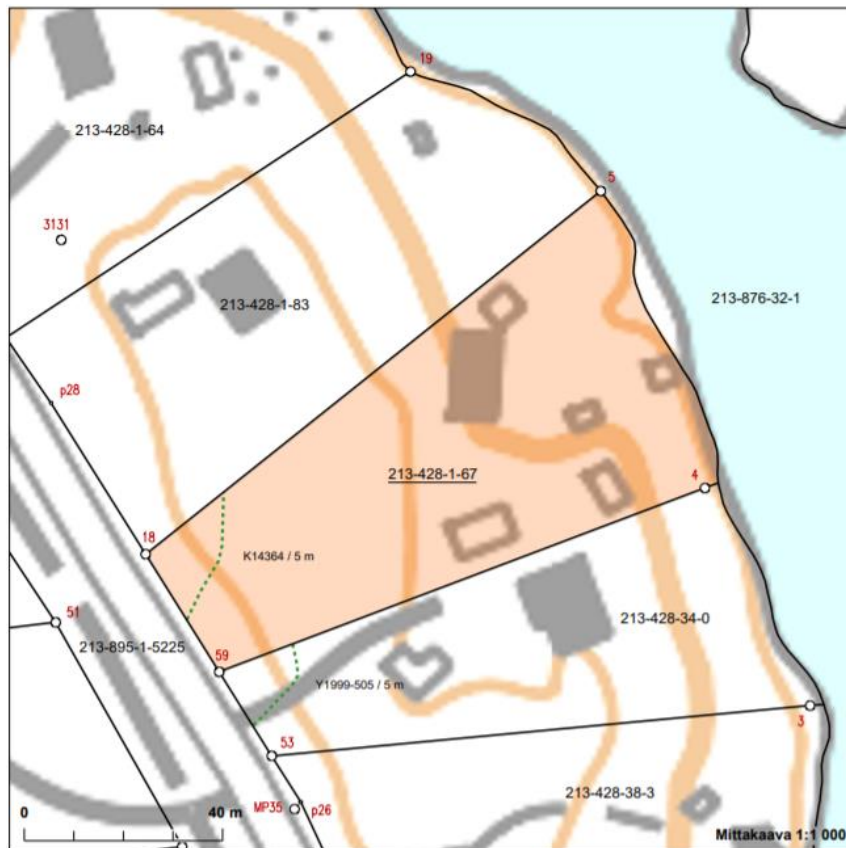 19
213-428-1-64
5
3131
213-428-1-83
213-876-32-1
p28
213-428-1-67
4
18
K14364 / 5 m
51
213-428-34-0
213-895-1-5225
59
Y1999-505 / 5 m
3
53
213-428-38-3
MP35
p26
0
40 m
Mittakaava 1:1 000